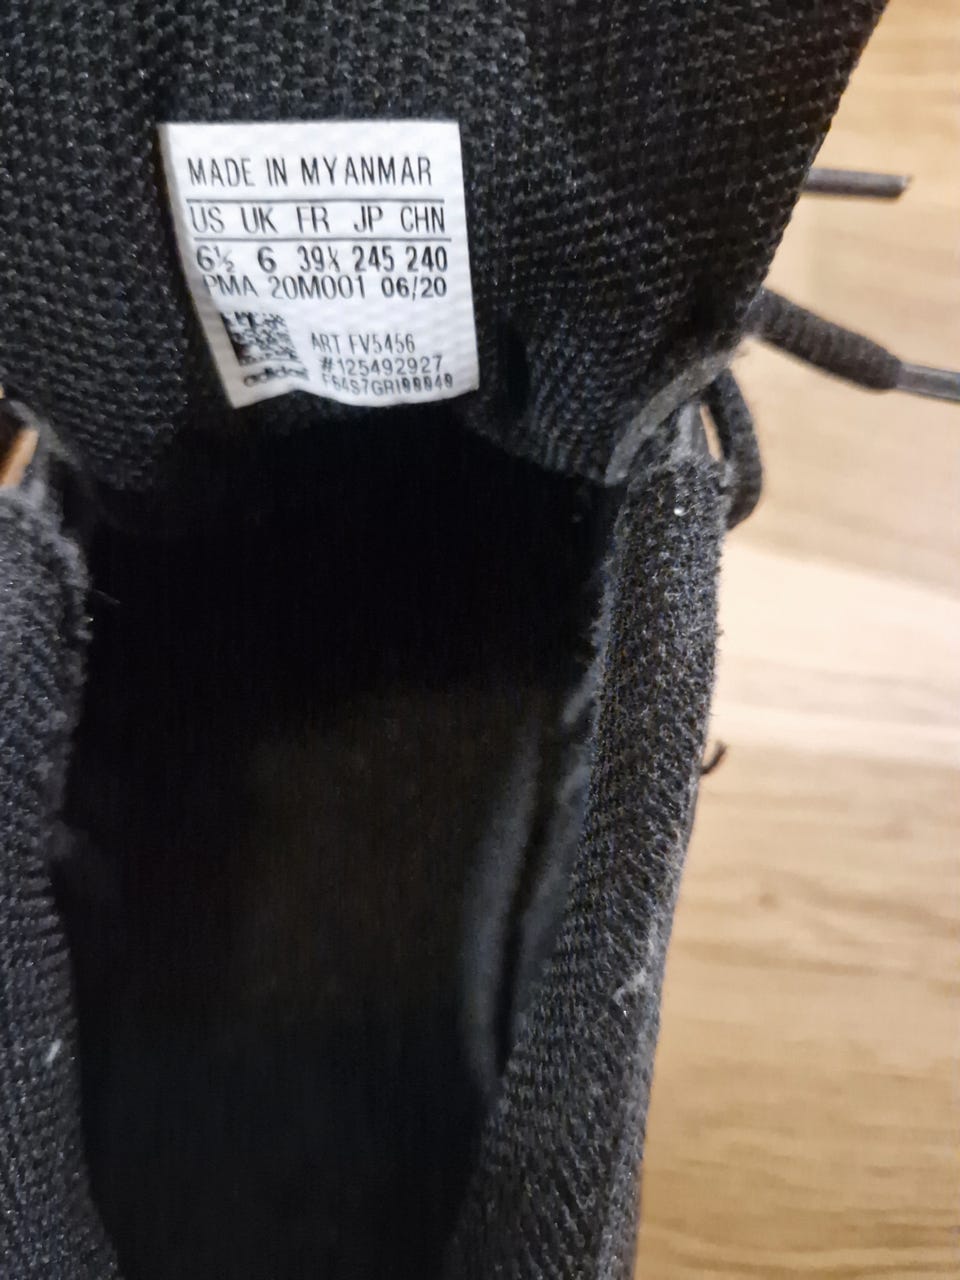 MADE IN MYANMAR
US UK FR JP CHN
6½ 6 39⅓ 245 240
PMA 20M001 06/20
ART FV5456
#125492927
adidas